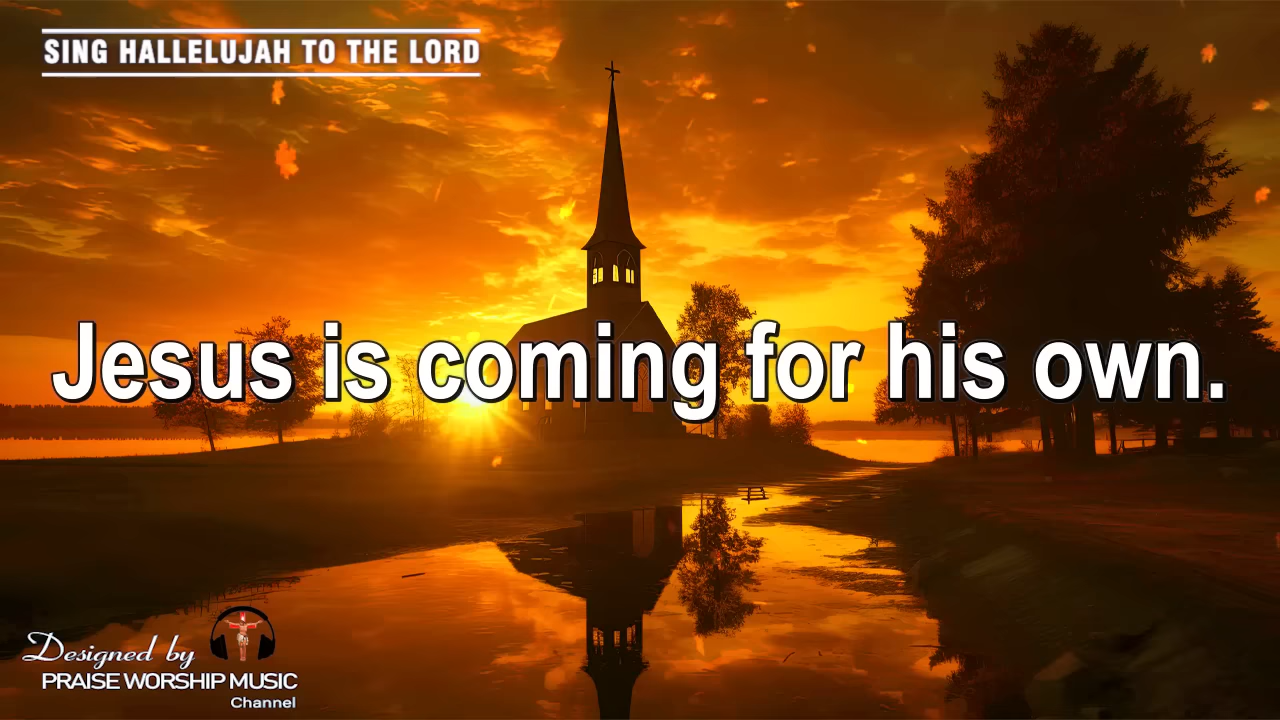 SING HALLELUJAH TO THE LORD
Jesus is coming for his own.
Designed by
PRAISE WORSHIP MUSIC
Channel